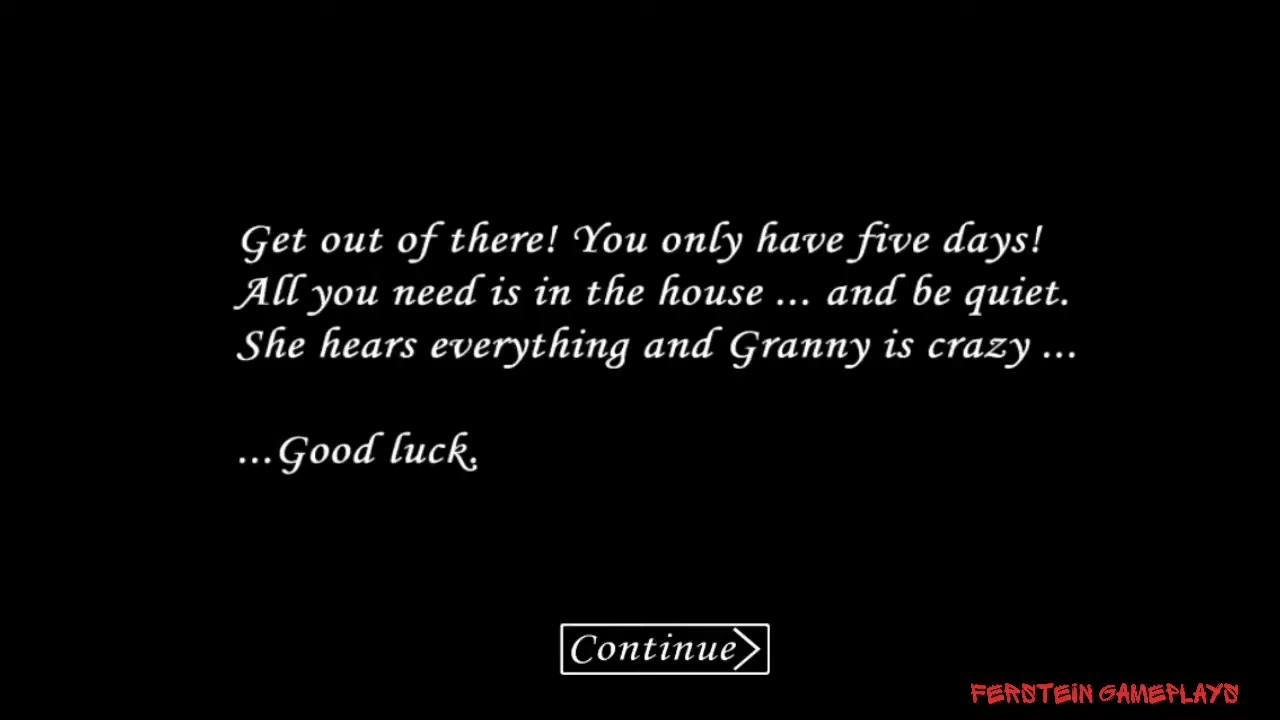 Get out of there! You only have five days!
All you need is in the house ... and be quiet.
She hears everything and Granny is crazy ...
...Good luck.
Continue>
FERSTEIN GAMEPLAYS